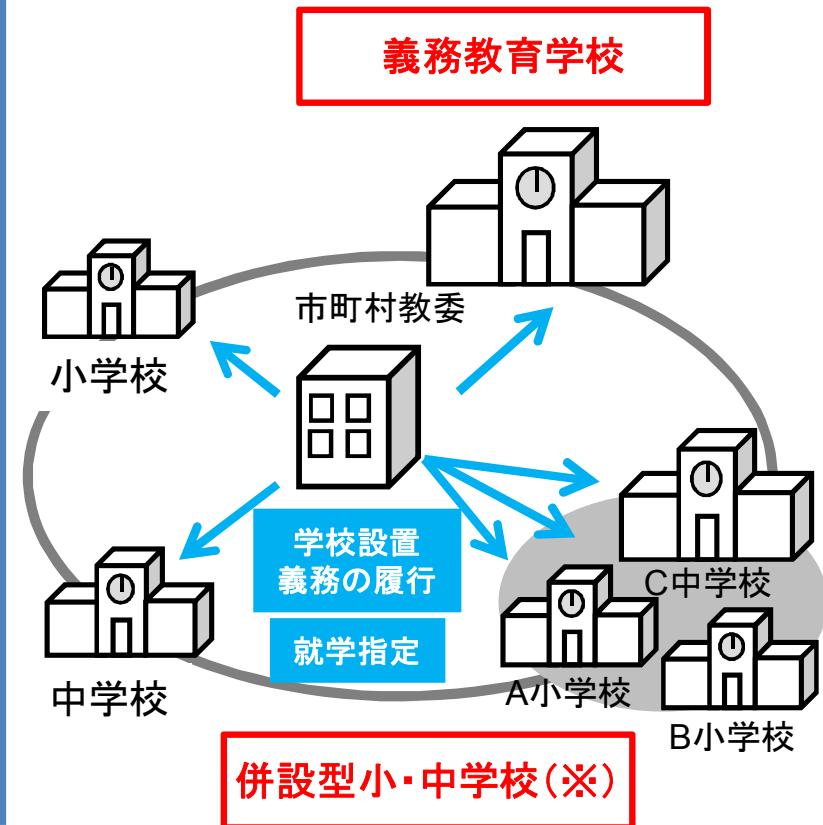 義務教育学校
市町村教委
小学校
学校設置
義務の履行
就学指定
中学校
C中学校
A小学校
B小学校
併設型小・中学校(※)